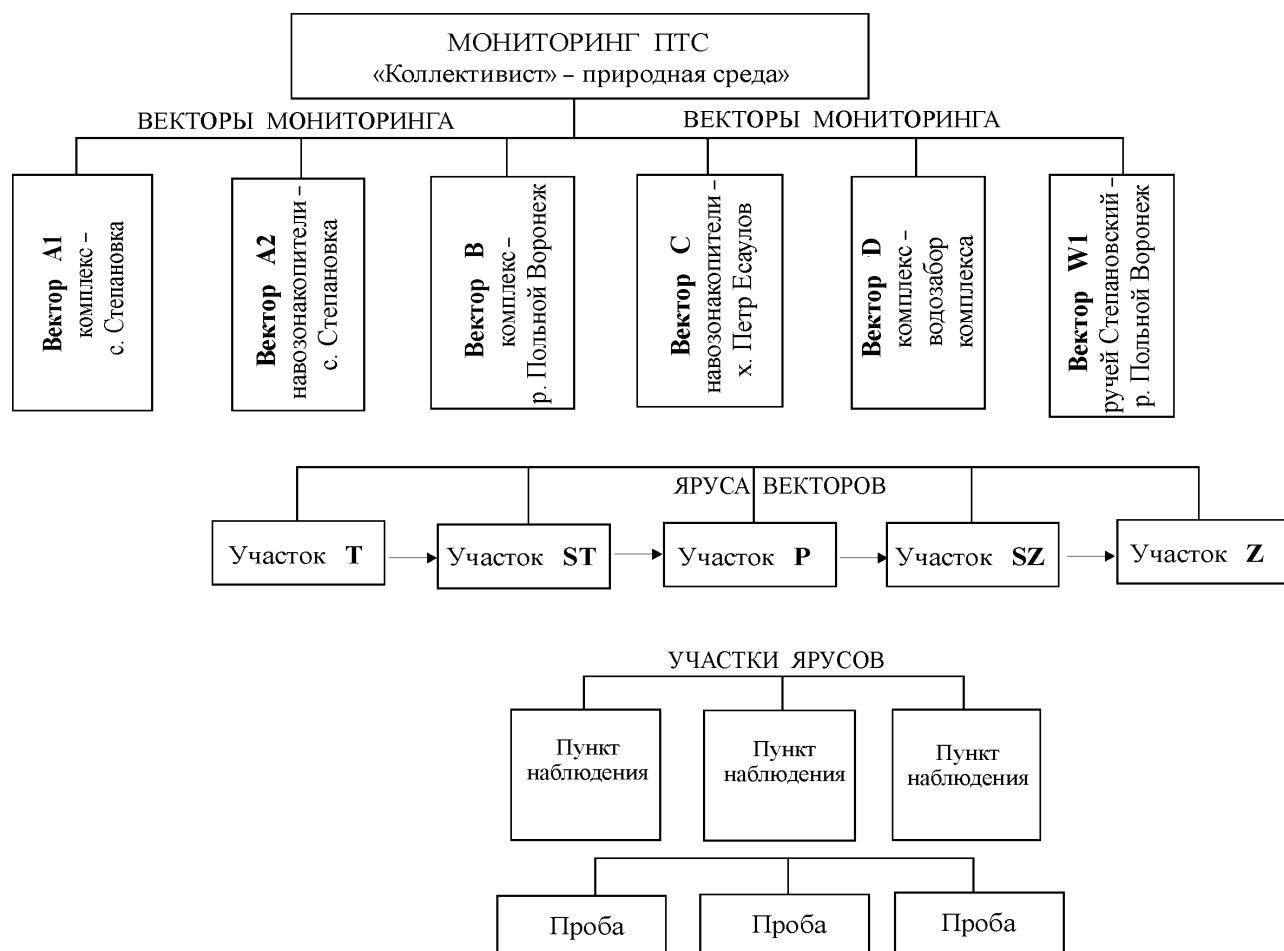 МОНИТОРИНГ ПТС
«Коллективист» – природная среда»
ВЕКТОРЫ МОНИТОРИНГА
ВЕКТОРЫ МОНИТОРИНГА
Вектор A1
комплекс –
с. Степановка
Вектор A2
навозонакопители –
с. Степановка
Вектор B
комплекс –
р. Польной Воронеж
Вектор C
навозонакопители –
х. Петр Есаулов
Вектор D
комплекс –
водозабор
комплекса
Вектор W1
ручей Степановский –
р. Польной Воронеж
ЯРУСА ВЕКТОРОВ
Участок T
Участок ST
Участок P
Участок SZ
Участок Z
УЧАСТКИ ЯРУСОВ
Пункт
наблюдения
Пункт
наблюдения
Пункт
наблюдения
Проба
Проба
Проба